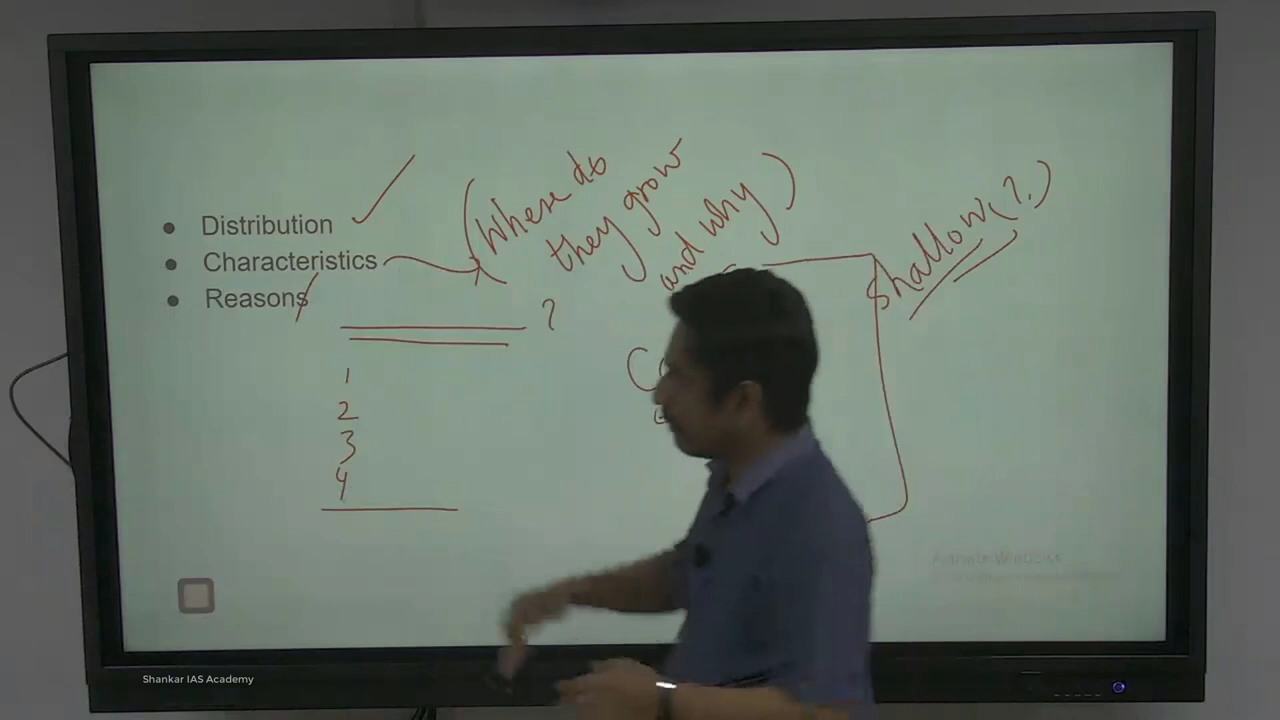 Distribution
Characteristics
Reasons
(Where do
they grow
and why)
Shallow(?.)
?
1
2
3
4
Shankar IAS Academy